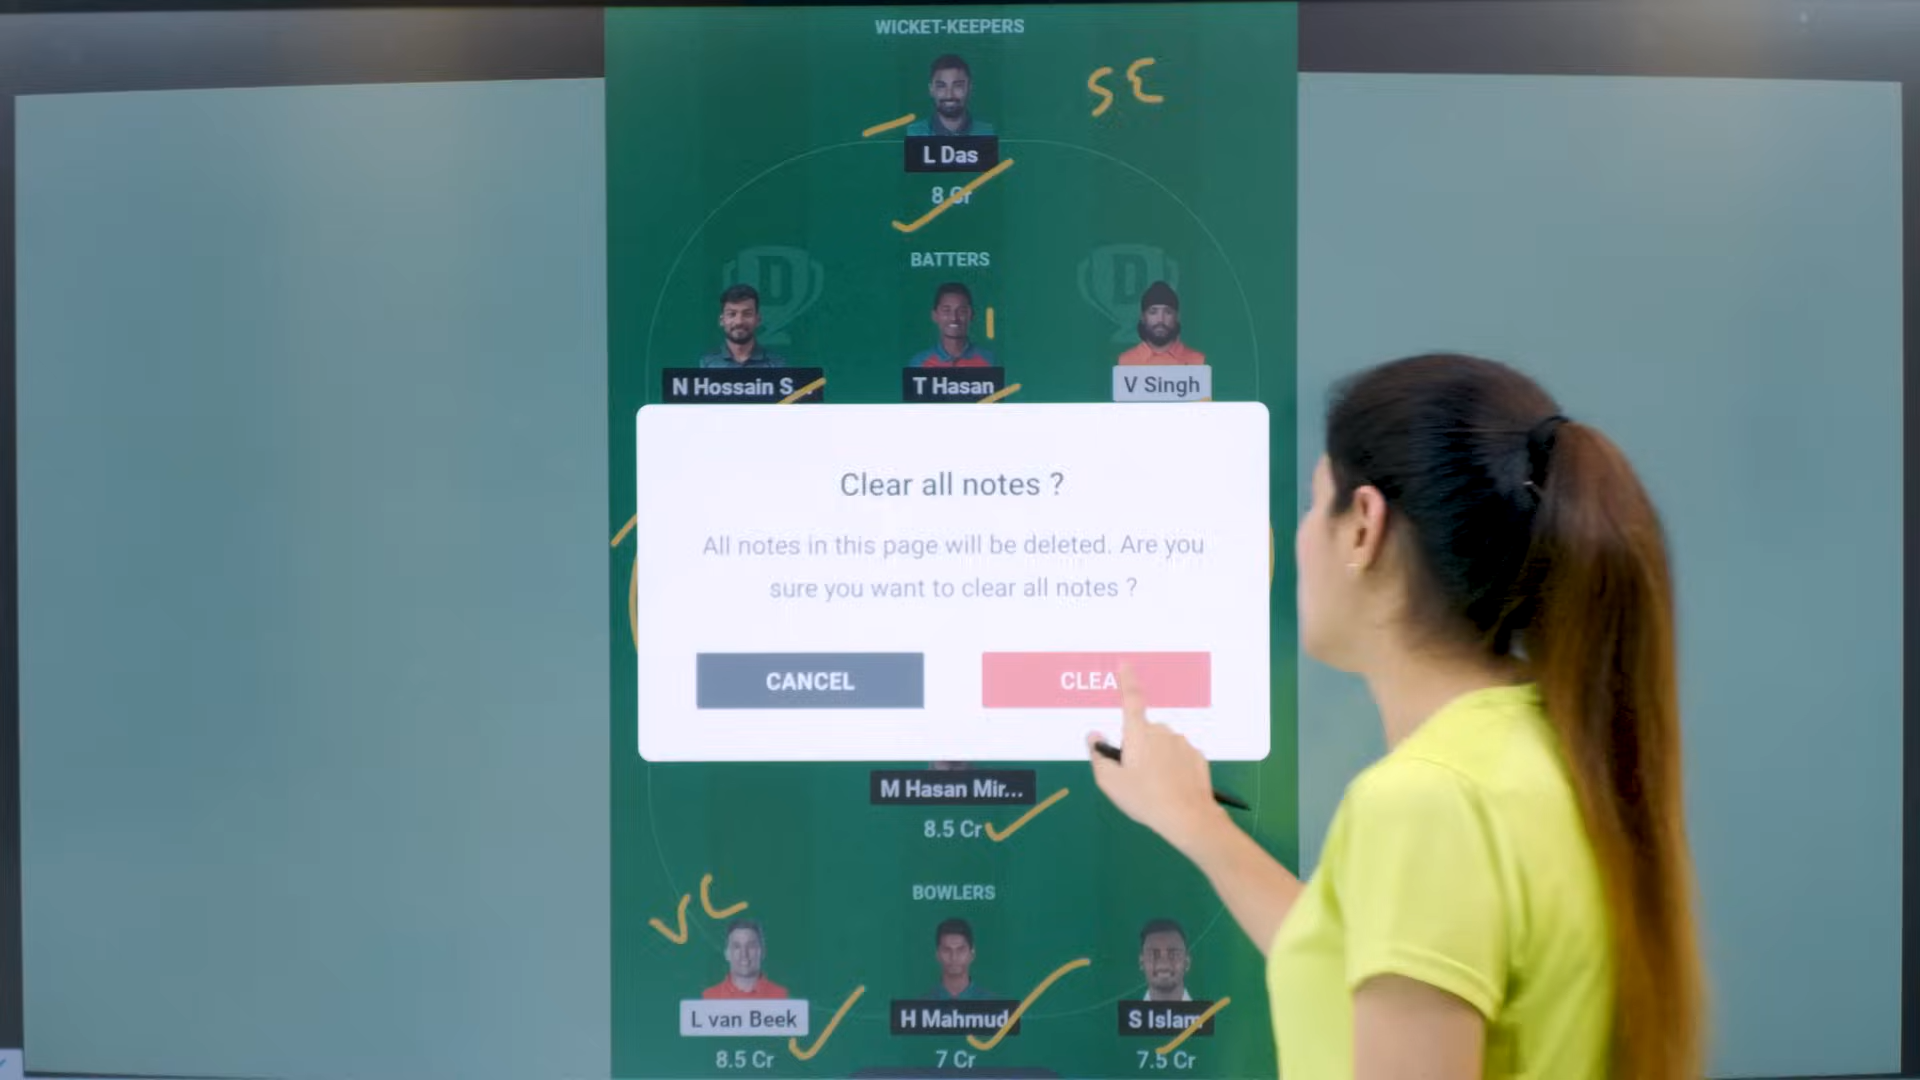 WICKET-KEEPERS
SE
L Das
8 Cr
BATTERS
N Hossain S...
T Hasan
V Singh
Clear all notes ?
All notes in this page will be deleted. Are you
sure you want to clear all notes ?
CANCEL
CLEA
M Hasan Mir...
8.5 Cr
VC
BOWLERS
L van Beek
H Mahmud
S Islam
8.5 Cr
7 Cr
7.5 Cr